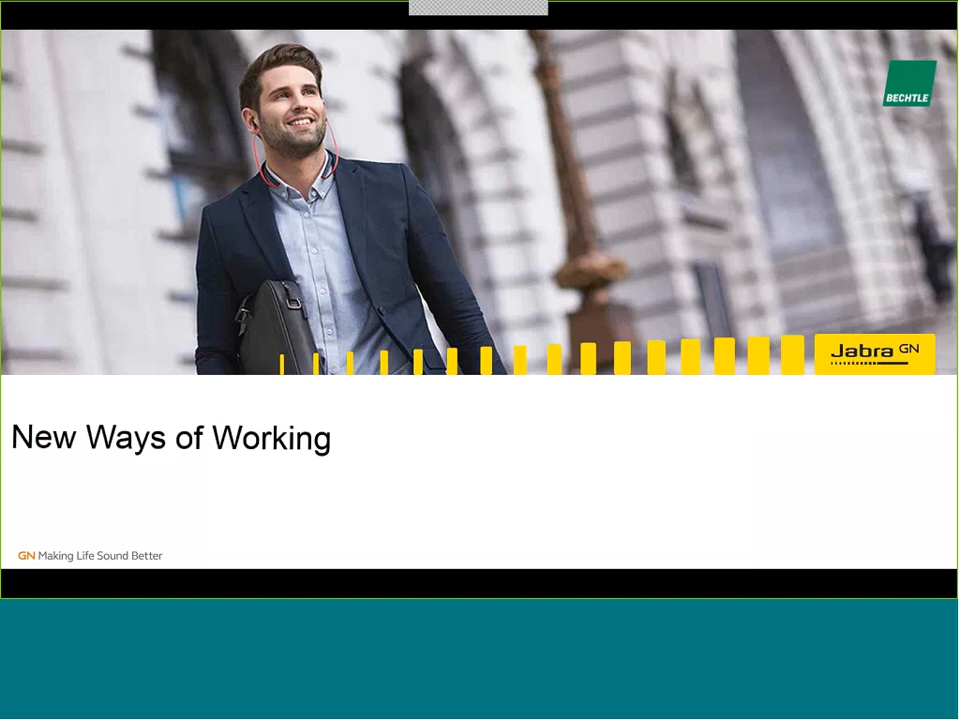 BECHTLE
Jabra GN
New Ways of Working
GN Making Life Sound Better